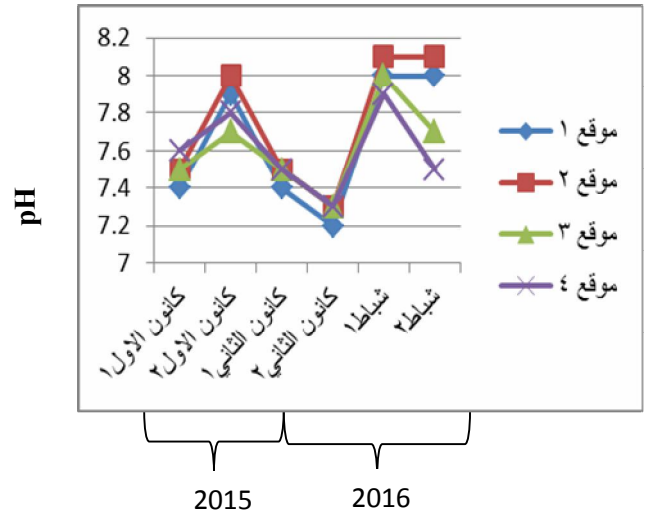 pH
8.2
8
7.8
7.6
7.4
7.2
7
كانون الاول١
كانون الاول٢
كانون الثاني١
كانون الثاني٢
شباط١
شباط٢
موقع ١
موقع ٢
موقع ٣
موقع ٤
2015
2016